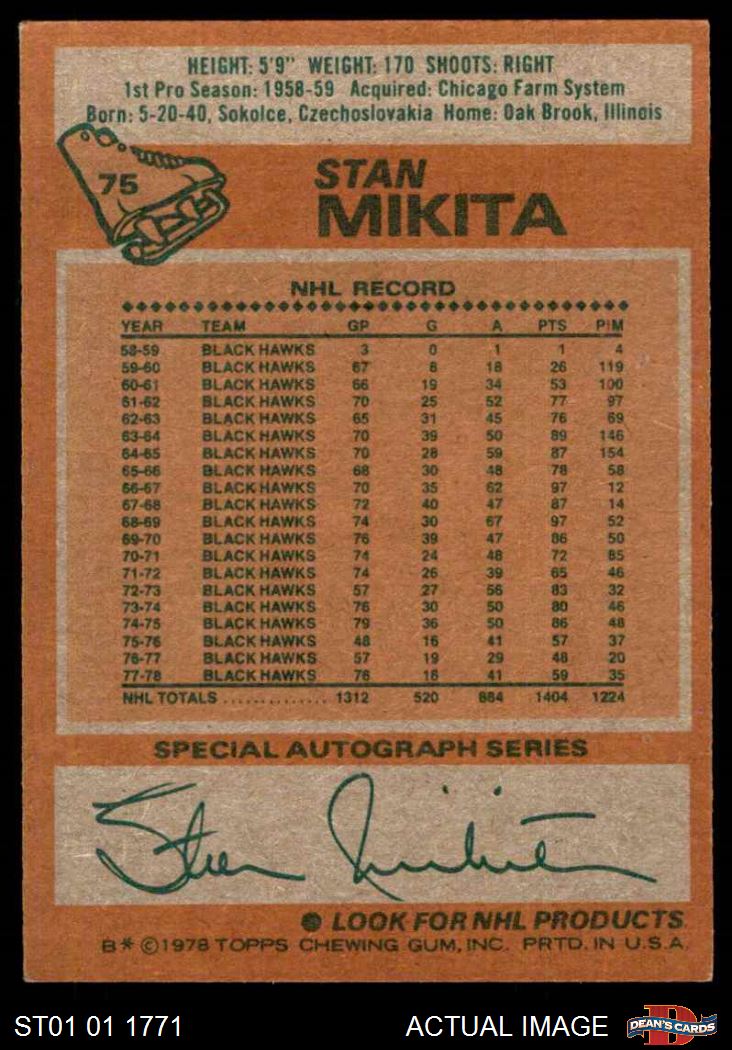 HEIGHT: 5'9" WEIGHT: 170 SHOOTS: RIGHT
1st Pro Season: 1958-59 Acquired: Chicago Farm System
Born: 5-20-40, Sokolce, Czechoslovakia Home: Oak Brook, Illinois
75
STAN
MIKITA
NHL RECORD
YEAR TEAM GP G A PTS PIM
58-59 BLACK HAWKS 3 0 1 1 4
59-60 BLACK HAWKS 67 8 18 26 119
60-61 BLACK HAWKS 66 19 34 53 100
61-62 BLACK HAWKS 70 25 52 77 97
62-63 BLACK HAWKS 65 31 45 76 69
63-64 BLACK HAWKS 70 39 50 89 146
64-65 BLACK HAWKS 70 28 59 87 154
65-66 BLACK HAWKS 68 30 48 78 58
66-67 BLACK HAWKS 70 35 62 97 12
67-68 BLACK HAWKS 72 40 47 87 14
68-69 BLACK HAWKS 74 30 67 97 52
69-70 BLACK HAWKS 76 39 47 86 50
70-71 BLACK HAWKS 74 24 48 72 85
71-72 BLACK HAWKS 74 26 39 65 46
72-73 BLACK HAWKS 57 27 56 83 32
73-74 BLACK HAWKS 76 30 50 80 46
74-75 BLACK HAWKS 79 36 50 86 48
75-76 BLACK HAWKS 48 16 41 57 37
76-77 BLACK HAWKS 57 19 29 48 20
77-78 BLACK HAWKS 76 18 41 59 35
NHL TOTALS .............. 1312 520 884 1404 1224
SPECIAL AUTOGRAPH SERIES
Stan Mikita
● LOOK FOR NHL PRODUCTS
B* ©1978 TOPPS CHEWING GUM, INC. PRTD. IN U.S.A.
ST01 01 1771 ACTUAL IMAGE D DEAN'S CARDS